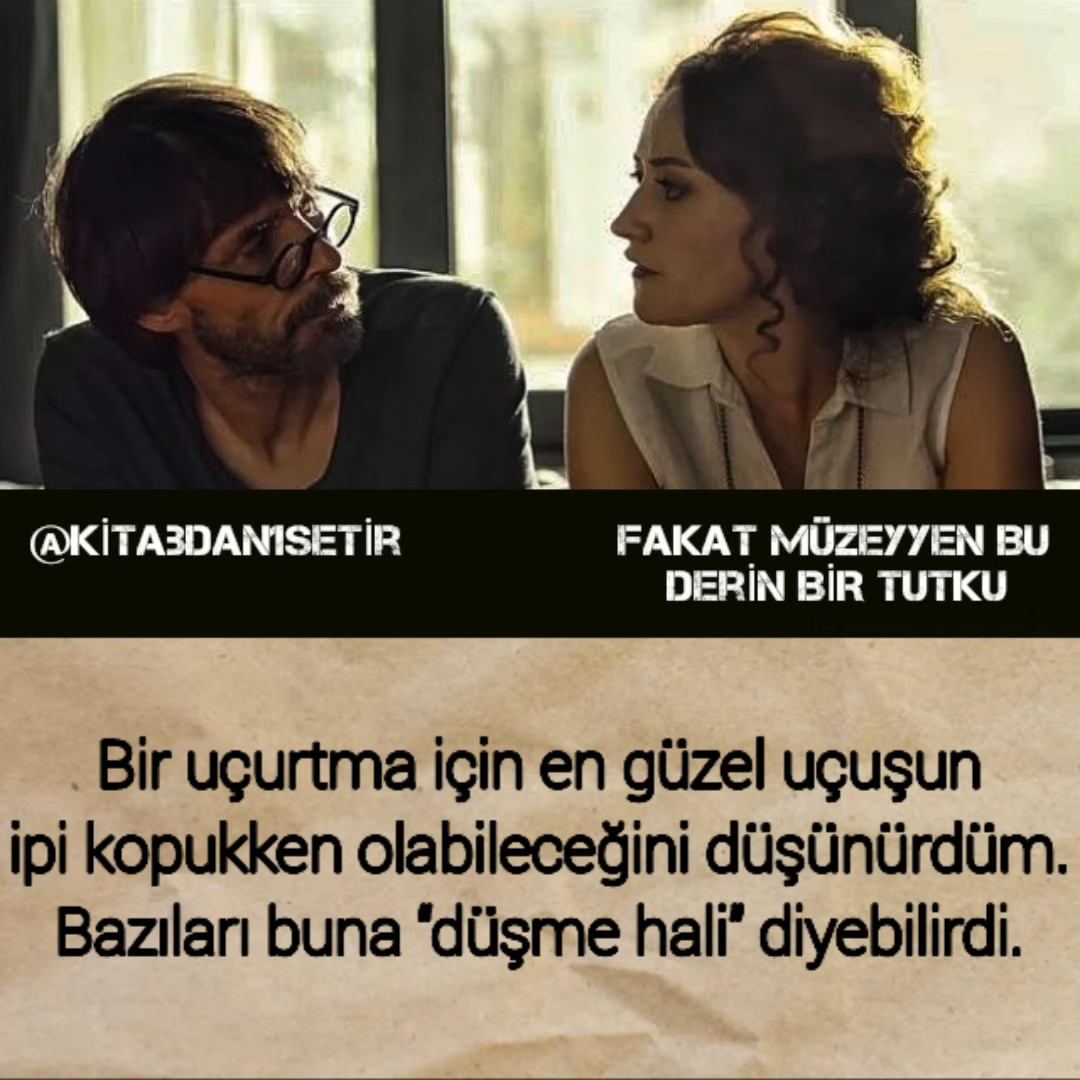 @KİTABDAN1SETİR
FAKAT MÜZEYYEN BU
DERİN BİR TUTKU
Bir uçurtma için en güzel uçuşun
ipi kopukken olabileceğini düşünürdüm.
Bazıları buna “düşme hali” diyebilirdi.